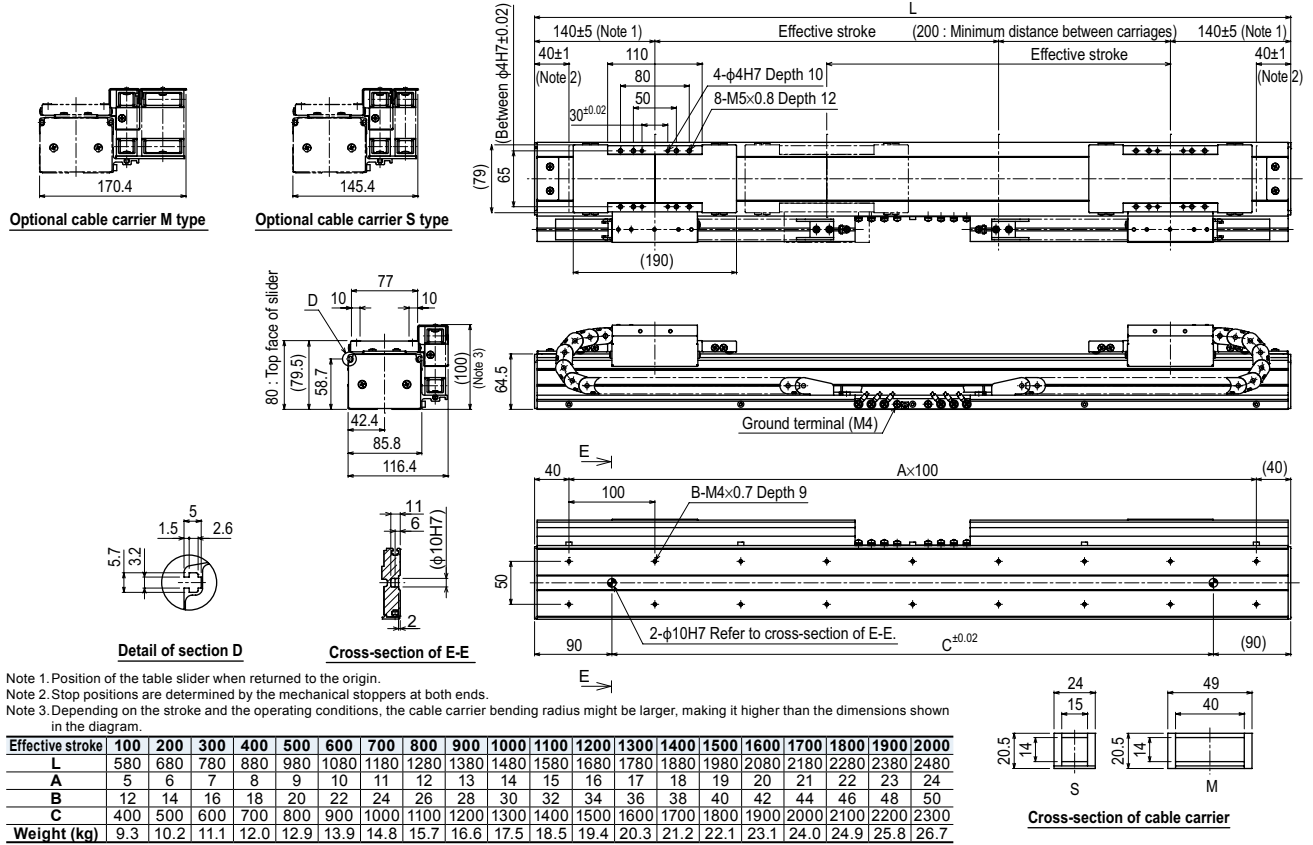 L
140±5 (Note 1)
Effective stroke
(200 : Minimum distance between carriages)
140±5 (Note 1)
40±1
(Note 2)
110
Effective stroke
40±1
(Note 2)
(Between ϕ4H7±0.02)
80
4-ϕ4H7 Depth 10
50
8-M5×0.8 Depth 12
30±0.02
(79)
65
(190)
170.4
145.4
Optional cable carrier M type
Optional cable carrier S type
77
D
10
10
80 : Top face of slider
(79.5)
58.7
(100)
(Note 3)
42.4
85.8
116.4
64.5
Ground terminal (M4)
E
40
A×100
(40)
100
B-M4×0.7 Depth 9
50
2-ϕ10H7 Refer to cross-section of E-E.
90
C±0.02
(90)
E
5
1.5
2.6
5.7
3.2
Detail of section D
11
6
(ϕ10H7)
2
Cross-section of E-E
Note 1. Position of the table slider when returned to the origin.
Note 2. Stop positions are determined by the mechanical stoppers at both ends.
Note 3. Depending on the stroke and the operating conditions, the cable carrier bending radius might be larger, making it higher than the dimensions shown
in the diagram.
24
15
20.5
14
S
49
40
20.5
14
M
Cross-section of cable carrier
Effective stroke 100 200 300 400 500 600 700 800 900 1000 1100 1200 1300 1400 1500 1600 1700 1800 1900 2000
L 580 680 780 880 980 1080 1180 1280 1380 1480 1580 1680 1780 1880 1980 2080 2180 2280 2380 2480
A 5 6 7 8 9 10 11 12 13 14 15 16 17 18 19 20 21 22 23 24
B 12 14 16 18 20 22 24 26 28 30 32 34 36 38 40 42 44 46 48 50
C 400 500 600 700 800 900 1000 1100 1200 1300 1400 1500 1600 1700 1800 1900 2000 2100 2200 2300
Weight (kg) 9.3 10.2 11.1 12.0 12.9 13.9 14.8 15.7 16.6 17.5 18.5 19.4 20.3 21.2 22.1 23.1 24.0 24.9 25.8 26.7